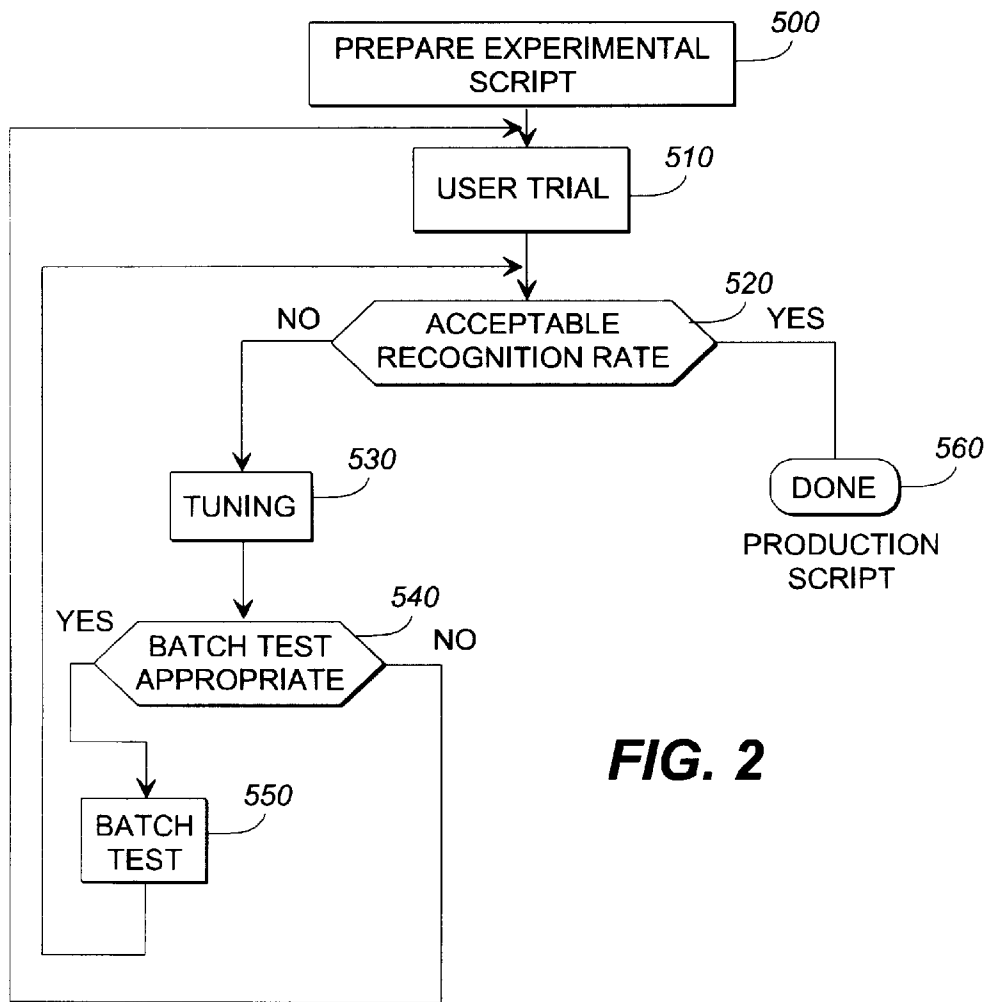 500
PREPARE EXPERIMENTAL
SCRIPT
510
USER TRIAL
520
NO
ACCEPTABLE
RECOGNITION RATE
YES
530
TUNING
560
DONE
PRODUCTION
SCRIPT
540
YES
BATCH TEST
APPROPRIATE
NO
550
BATCH
TEST
FIG. 2